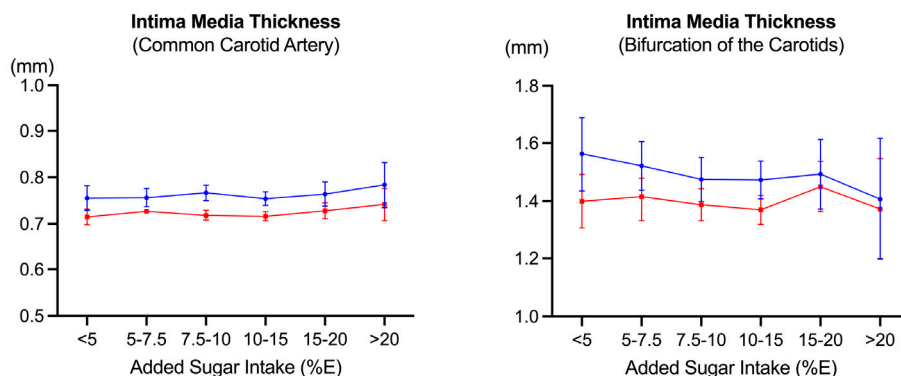 Intima Media Thickness
(Common Carotid Artery)
(mm)
1.0
0.9
0.8
0.7
0.6
0.5
<5 5-7.5 7.5-10 10-15 15-20 >20
Added Sugar Intake (%E)
Intima Media Thickness
(Bifurcation of the Carotids)
(mm)
1.8
1.6
1.4
1.2
1.0
<5 5-7.5 7.5-10 10-15 15-20 >20
Added Sugar Intake (%E)